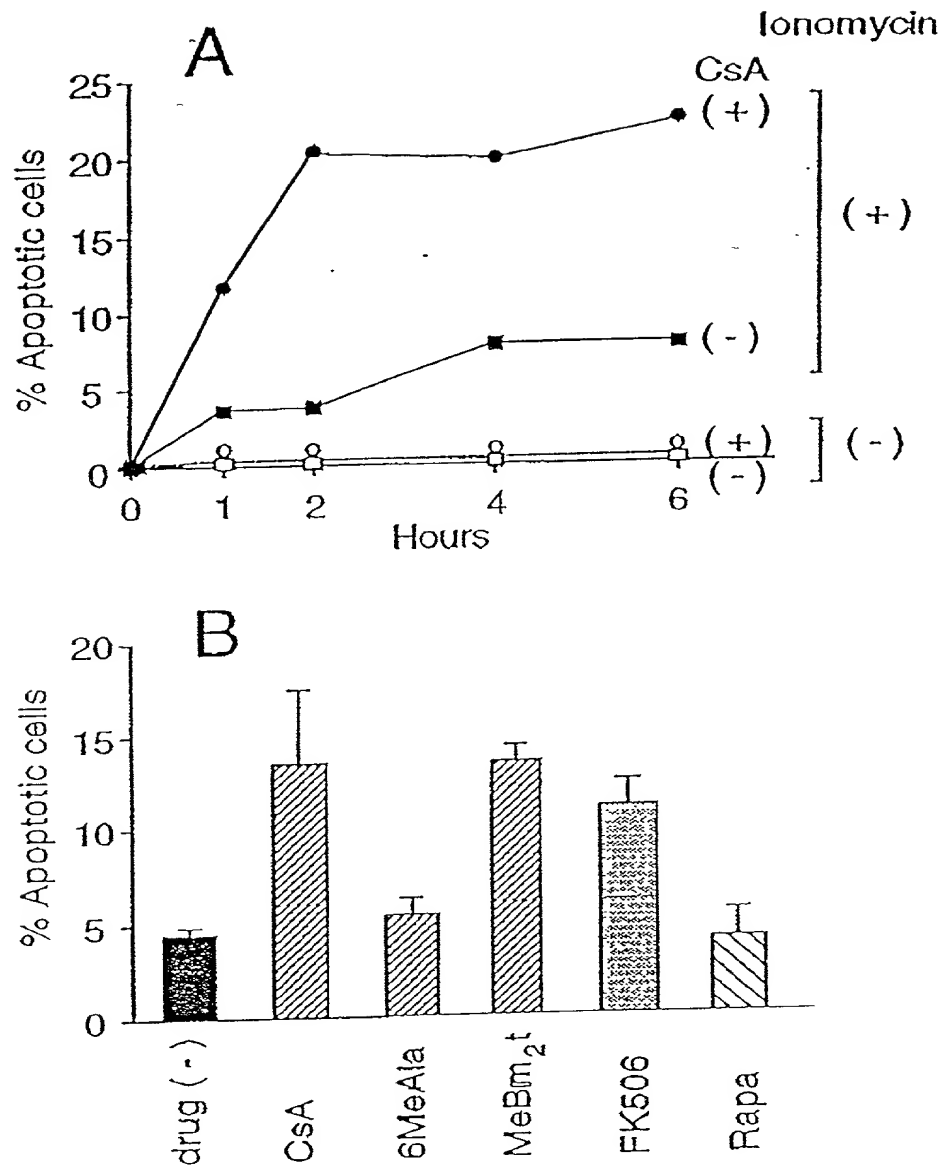 A
Ionomycin
CsA
25
20
15
10
5
0
% Apoptotic cells
(+)
(-)
(+)
(-)
(+)
(-)
0 1 2 4 6
Hours
B
20
15
10
5
0
% Apoptotic cells
drug (-)
CsA
6MeAla
MeBm2t
FK506
Rapa